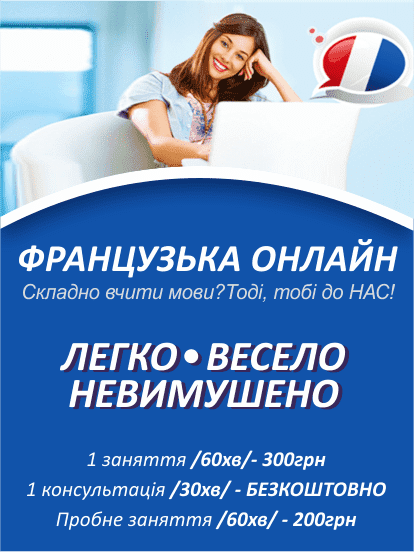 ФРАНЦУЗЬКА ОНЛАЙН
Складно вчити мови?Тоді, тобі до НАС!
ЛЕГКО•ВЕСЕЛО
НЕВИМУШЕНО
1 заняття /60хв/- 300грн
1 консультація /30хв/ - БЕЗКОШТОВНО
Пробне заняття /60хв/ - 200грн